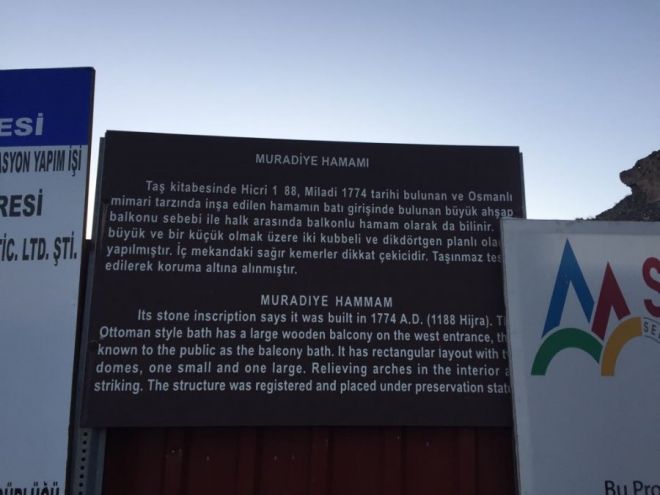 ESİ
ASYON YAPIM İŞİ
RESİ
TİC. LTD. ŞTİ.
MURADİYE HAMAMI
Taş kitabesinde Hicri 1 88, Miladi 1774 tarihi bulunan ve Osmanlı
mimari tarzında inşa edilen hamamın batı girişinde bulunan büyük ahşap
balkonu sebebi ile halk arasında balkonlu hamam olarak da bilinir.
büyük ve bir küçük olmak üzere iki kubbeli ve dikdörtgen planlı ola
yapılmıştır. İç mekandaki sağır kemerler dikkat çekicidir. Taşınmaz tes
edilerek koruma altına alınmıştır.
MURADIYE HAMMAM
Its stone inscription says it was built in 1774 A.D. (1188 Hijra). T
Ottoman style bath has a large wooden balcony on the west entrance, th
known to the public as the balcony bath. It has rectangular layout with t
domes, one small and one large. Relieving arches in the interior a
striking. The structure was registered and placed under preservation stat
S
SE
Bu Pro